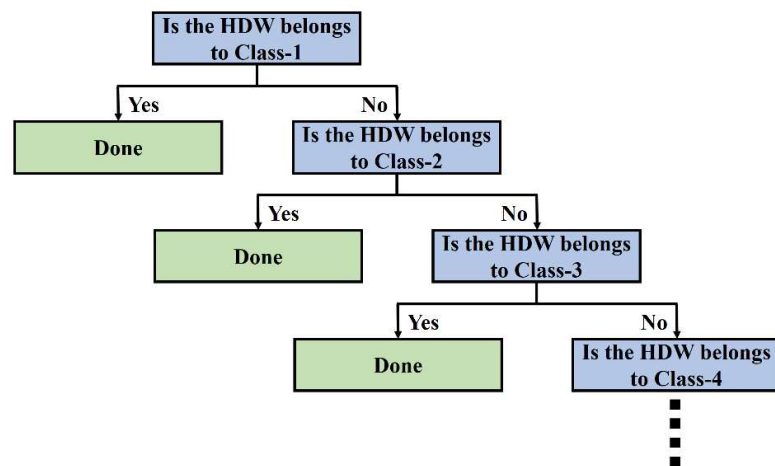 Is the HDW belongs
to Class-1
Yes
No
Done
Is the HDW belongs
to Class-2
Yes
No
Done
Is the HDW belongs
to Class-3
Yes
No
Done
Is the HDW belongs
to Class-4